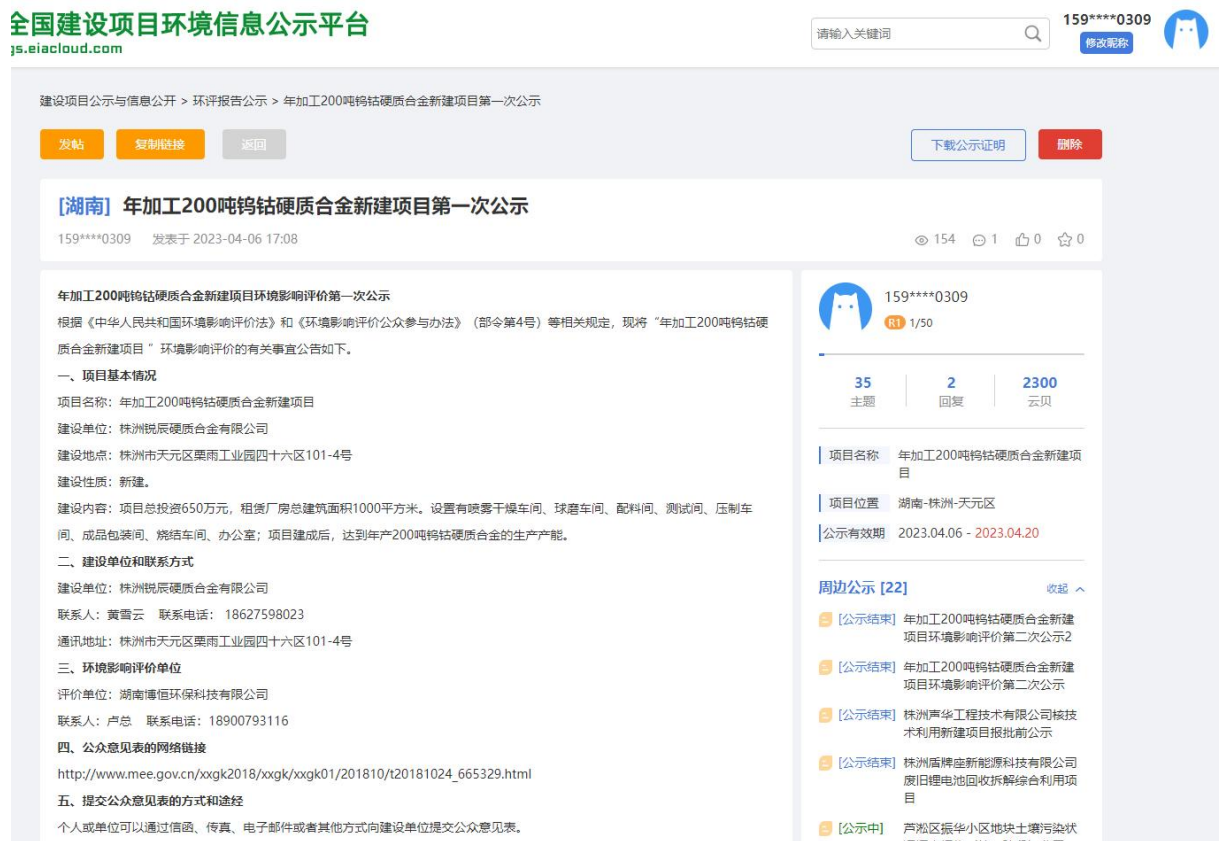 全国建设项目环境信息公示平台
gs.eiacloud.com
请输入关键词
159****0309
修改昵称
建设项目公示与信息公开 > 环评报告公示 > 年加工200吨钨钴硬质合金新建项目第一次公示
发帖
复制链接
返回
下载公示证明
删除
[湖南] 年加工200吨钨钴硬质合金新建项目第一次公示
159****0309 发表于 2023-04-06 17:08
154 1 0 0
年加工200吨钨钴硬质合金新建项目环境影响评价第一次公示
根据《中华人民共和国环境影响评价法》和《环境影响评价公众参与办法》（部令第4号）等相关规定，现将“年加工200吨钨钴硬
质合金新建项目 ”环境影响评价的有关事宜公告如下。
一、项目基本情况
项目名称：年加工200吨钨钴硬质合金新建项目
建设单位：株洲锐辰硬质合金有限公司
建设地点：株洲市天元区栗雨工业园四十六区101-4号
建设性质：新建。
建设内容：项目总投资650万元，租赁厂房总建筑面积1000平方米。设置有喷雾干燥车间、球磨车间、配料间、测试间、压制车
间、成品包装间、烧结车间、办公室；项目建成后，达到年产200吨钨钴硬质合金的生产产能。
二、建设单位和联系方式
建设单位：株洲锐辰硬质合金有限公司
联系人：黄雪云 联系电话： 18627598023
通讯地址：株洲市天元区栗雨工业园四十六区101-4号
三、环境影响评价单位
评价单位：湖南博恒环保科技有限公司
联系人：卢总 联系电话：18900793116
四、公众意见表的网络链接
http://www.mee.gov.cn/xxgk2018/xxgk/xxgk01/201810/t20181024_665329.html
五、提交公众意见表的方式和途经
个人或单位可以通过信函、传真、电子邮件或者其他方式向建设单位提交公众意见表。
159****0309
R1 1/50
35 2 2300
主题 回复 云贝
项目名称 年加工200吨钨钴硬质合金新建项
目
项目位置 湖南-株洲-天元区
公示有效期 2023.04.06 - 2023.04.20
周边公示 [22] 收起
[公示结束] 年加工200吨钨钴硬质合金新建
项目环境影响评价第二次公示2
[公示结束] 年加工200吨钨钴硬质合金新建
项目环境影响评价第二次公示
[公示结束] 株洲声华工程技术有限公司核技
术利用新建项目报批前公示
[公示结束] 株洲盾牌座新能源科技有限公司
废旧锂电池回收拆解综合利用项
目
[公示中] 芦淞区振华小区地块土壤污染状